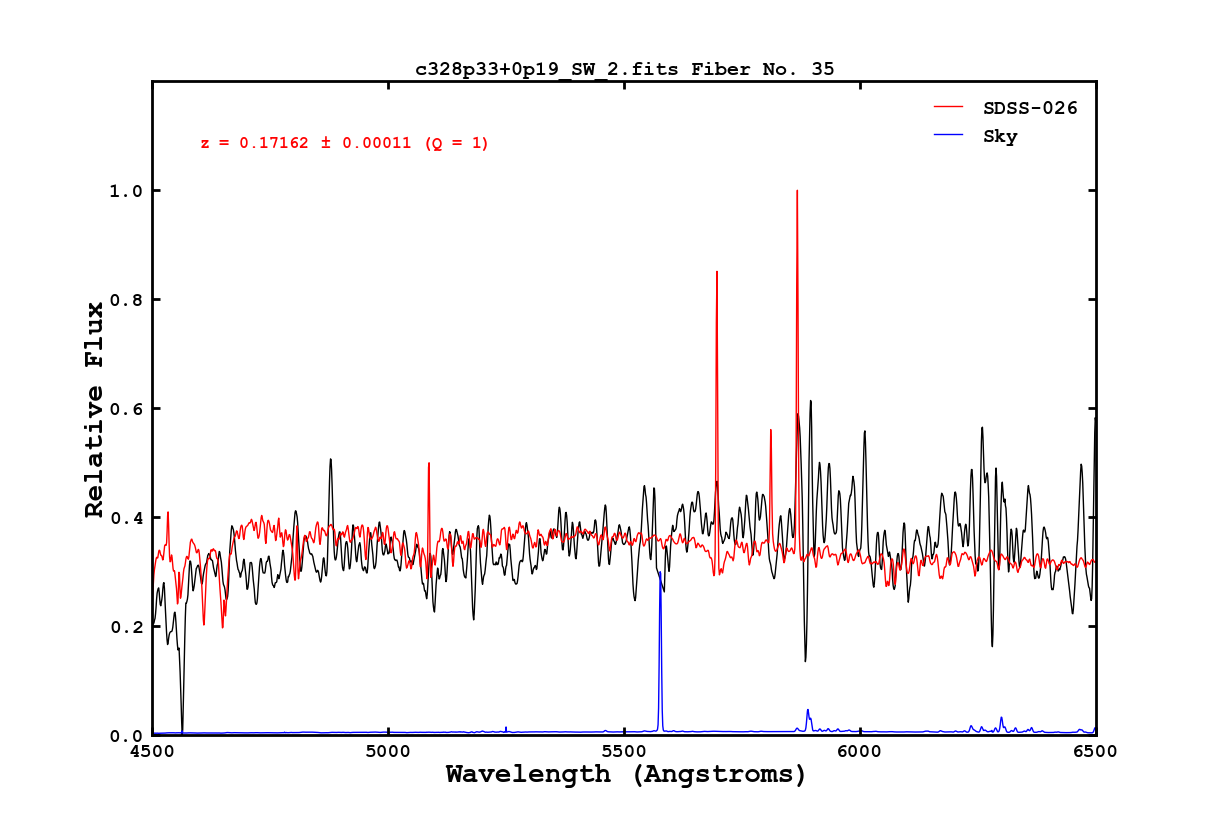 c328p33+0p19_SW_2.fits Fiber No. 35
SDSS-026
Sky
z = 0.17162 ± 0.00011 (Q = 1)
1.0
0.8
0.6
0.4
0.2
0.0
Relative Flux
4500 5000 5500 6000 6500
Wavelength (Angstroms)